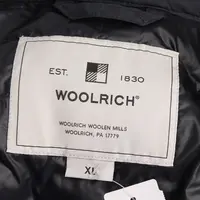 EST. 1830
WOOLRICH®
WOOLRICH WOOLEN MILLS
WOOLRICH, PA 17779
XL